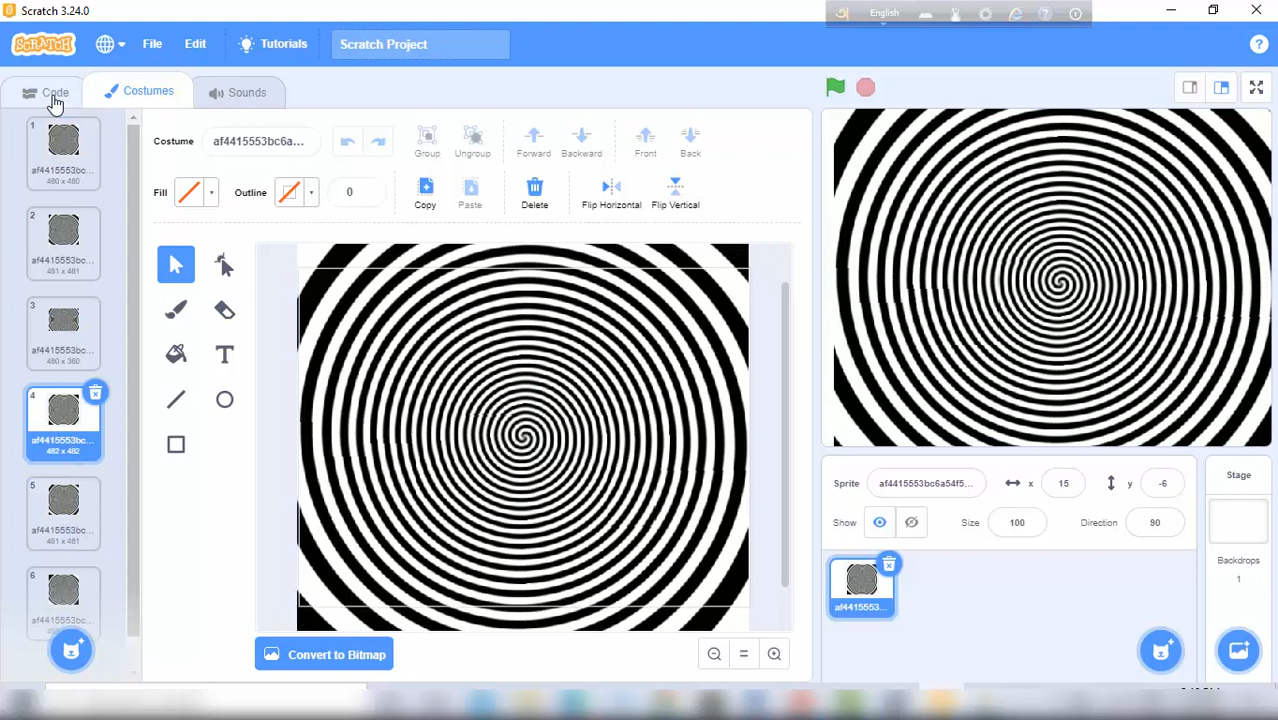 Scratch 3.24.0
English
SCRATCH
File
Edit
Tutorials
Scratch Project
Code
Costumes
Sounds
1
af4415553bc...
480 x 480
2
af4415553bc...
481 x 481
3
af4415553bc...
480 x 360
4
af4415553bc...
482 x 482
5
af4415553bc...
481 x 481
6
af4415553bc...
Costume
af4415553bc6a...
Group
Ungroup
Forward
Backward
Front
Back
Fill
Outline
0
Copy
Paste
Delete
Flip Horizontal
Flip Vertical
Convert to Bitmap
Sprite
af4415553bc6a54f5...
x
15
y
-6
Show
Size
100
Direction
90
af4415553...
Stage
Backdrops
1